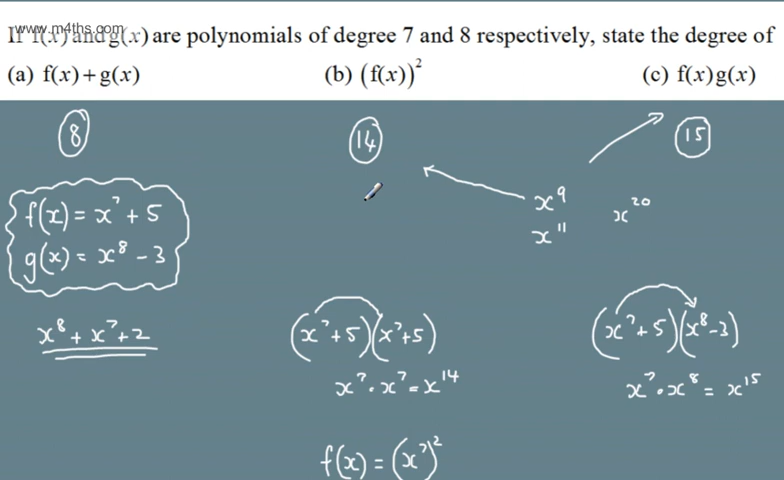 www.m4ths.com
If f(x) and g(x) are polynomials of degree 7 and 8 respectively, state the degree of
(a) f(x)+g(x) (b) (f(x))² (c) f(x)g(x)
8 14 15
x⁹ x²⁰
x¹¹
f(x) = x⁷ + 5
g(x) = x⁸ - 3
x⁸ + x⁷ + 2 (x⁷+5)(x⁷+5) (x⁷+5)(x⁸-3)
x⁷ · x⁷ = x¹⁴ x⁷ · x⁸ = x¹⁵
f(x) = (x⁷)²